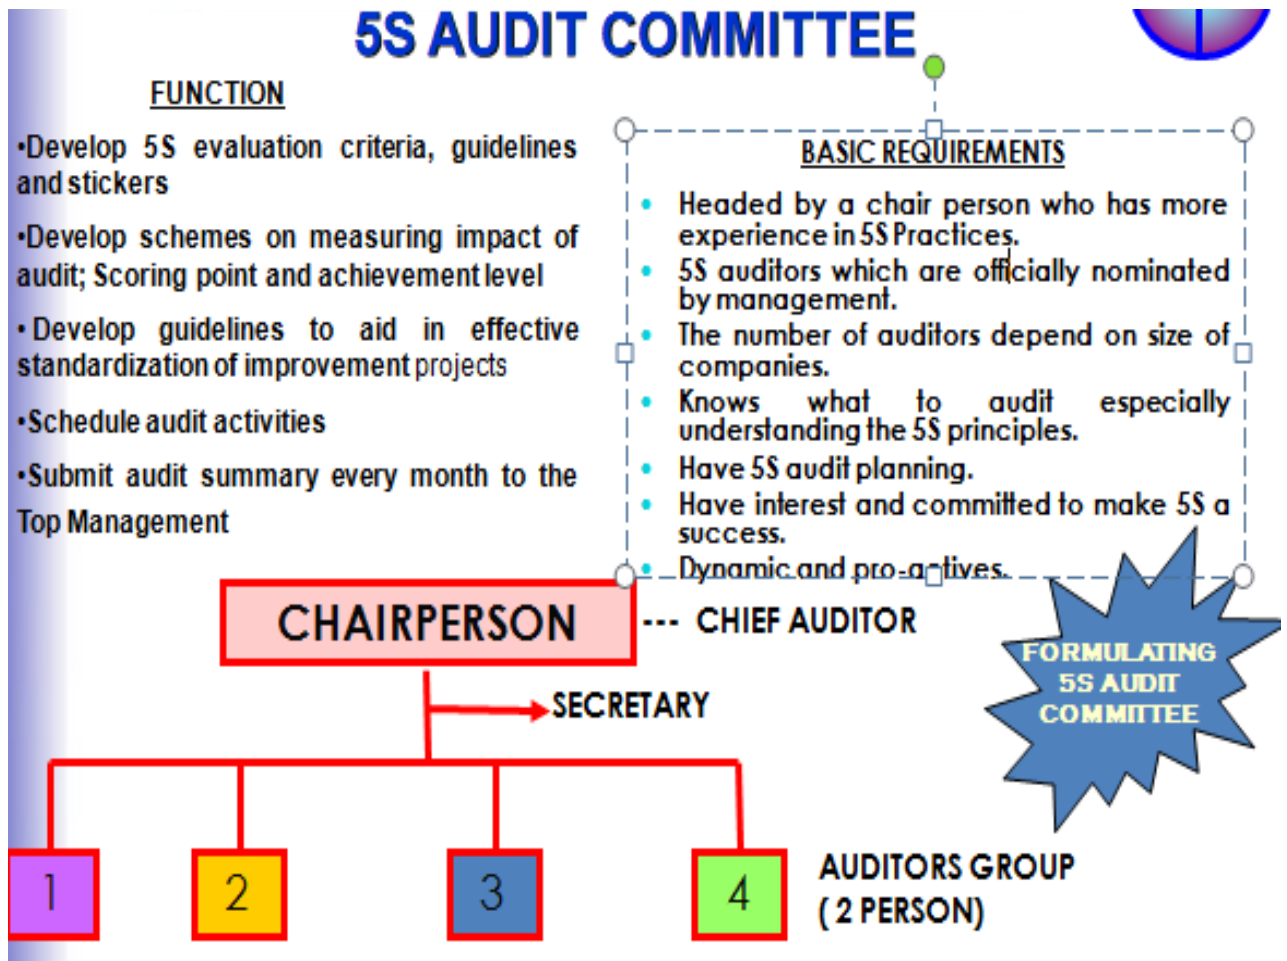 5S AUDIT COMMITTEE
FUNCTION
•Develop 5S evaluation criteria, guidelines
and stickers
•Develop schemes on measuring impact of
audit; Scoring point and achievement level
• Develop guidelines to aid in effective
standardization of improvement projects
•Schedule audit activities
•Submit audit summary every month to the
Top Management
BASIC REQUIREMENTS
• Headed by a chair person who has more
experience in 5S Practices.
• 5S auditors which are officially nominated
by management.
• The number of auditors depend on size of
companies.
• Knows what to audit especially
understanding the 5S principles.
• Have 5S audit planning.
• Have interest and committed to make 5S a
success.
• Dynamic and pro-actives.
CHAIRPERSON
--- CHIEF AUDITOR
SECRETARY
FORMULATING
5S AUDIT
COMMITTEE
1
2
3
4
AUDITORS GROUP
( 2 PERSON)